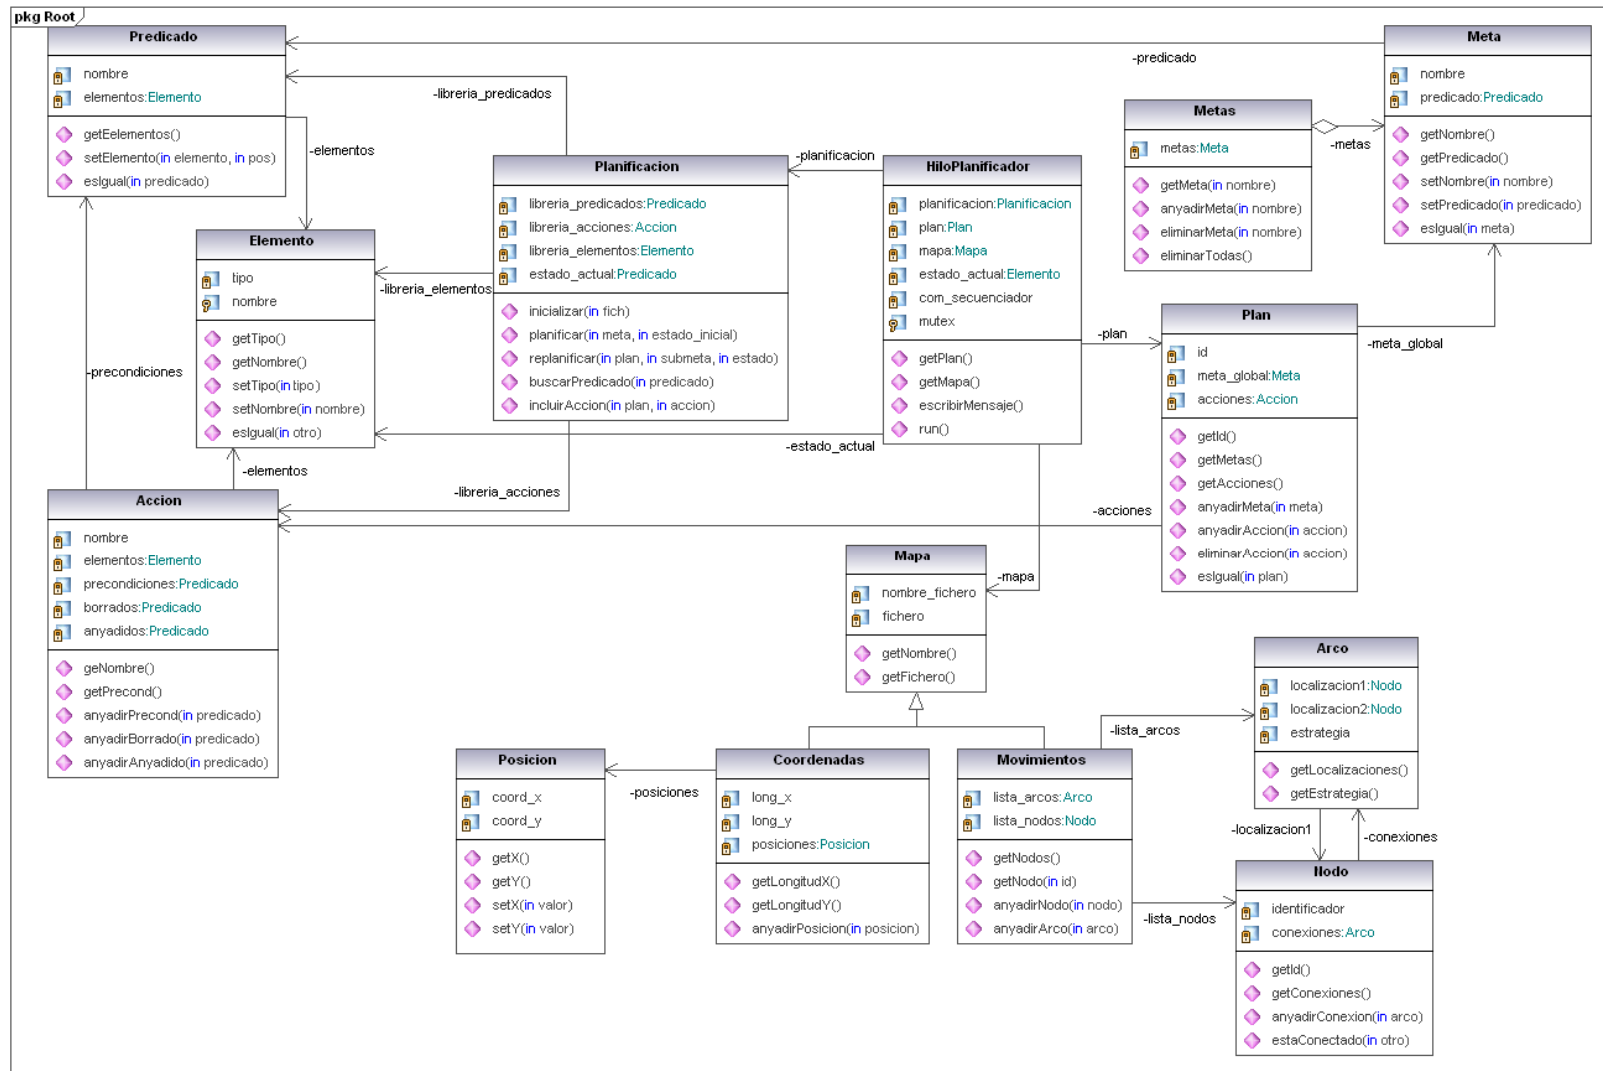 pkg Root
Predicado
nombre
elementos:Elemento
getEelementos()
setElemento(in elemento, in pos)
esIgual(in predicado)
-predicado
-libreria_predicados
-elementos
Meta
nombre
predicado:Predicado
getNombre()
getPredicado()
setNombre(in nombre)
setPredicado(in predicado)
esIgual(in meta)
Metas
metas:Meta
getMeta(in nombre)
anyadirMeta(in nombre)
eliminarMeta(in nombre)
eliminarTodas()
-metas
Planificacion
libreria_predicados:Predicado
libreria_acciones:Accion
libreria_elementos:Elemento
estado_actual:Predicado
inicializar(in fich)
planificar(in meta, in estado_inicial)
replanificar(in plan, in submeta, in estado)
buscarPredicado(in predicado)
incluirAccion(in plan, in accion)
-planificacion
HiloPlanificador
planificacion:Planificacion
plan:Plan
mapa:Mapa
estado_actual:Elemento
com_secuenciador
mutex
getPlan()
getMapa()
escribirMensaje()
run()
Elemento
tipo
nombre
getTipo()
getNombre()
setTipo(in tipo)
setNombre(in nombre)
esIgual(in otro)
-libreria_elementos
-plan
-meta_global
Plan
id
meta_global:Meta
acciones:Accion
getId()
getMetas()
getAcciones()
anyadirMeta(in meta)
anyadirAccion(in accion)
eliminarAccion(in accion)
esIgual(in plan)
-precondiciones
-estado_actual
-elementos
-libreria_acciones
-acciones
Accion
nombre
elementos:Elemento
precondiciones:Predicado
borrados:Predicado
anyadidos:Predicado
geNombre()
getPrecond()
anyadirPrecond(in predicado)
anyadirBorrado(in predicado)
anyadirAnyadido(in predicado)
Mapa
nombre_fichero
fichero
getNombre()
getFichero()
-mapa
Arco
localizacion1:Nodo
localizacion2:Nodo
estrategia
getLocalizaciones()
getEstrategia()
-lista_arcos
Posicion
coord_x
coord_y
getX()
getY()
setX(in valor)
setY(in valor)
-posiciones
Coordenadas
long_x
long_y
posiciones:Posicion
getLongitudX()
getLongitudY()
anyadirPosicion(in posicion)
Movimientos
lista_arcos:Arco
lista_nodos:Nodo
getNodos()
getNodo(in id)
anyadirNodo(in nodo)
anyadirArco(in arco)
-localizacion1
-conexiones
-lista_nodos
Nodo
identificador
conexiones:Arco
getId()
getConexiones()
anyadirConexion(in arco)
estaConectado(in otro)